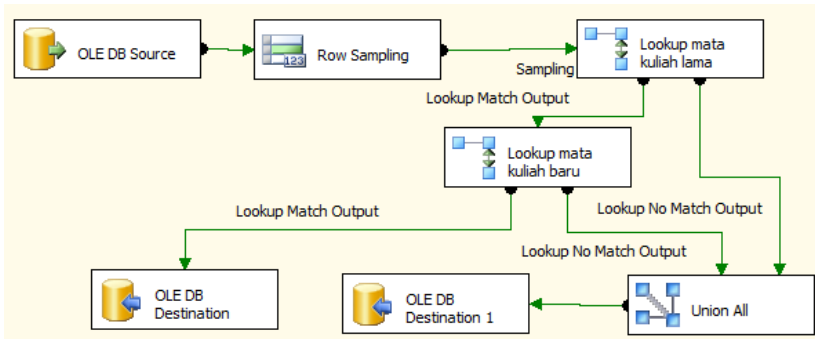 OLE DB Source
Row Sampling
123
Sampling
Lookup mata
kuliah lama
Lookup Match Output
Lookup mata
kuliah baru
Lookup No Match Output
Lookup Match Output
Lookup No Match Output
OLE DB
Destination
OLE DB
Destination 1
Union All